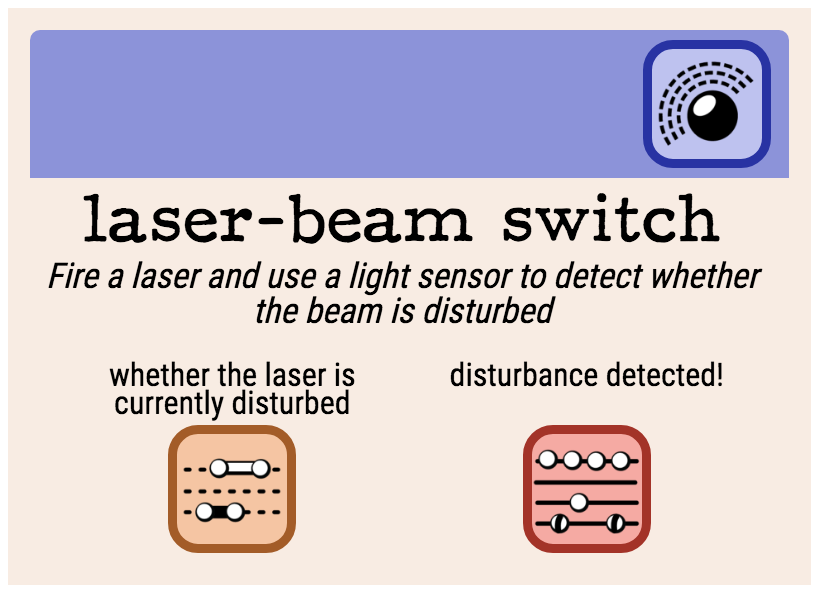 laser-beam switch
Fire a laser and use a light sensor to detect whether
the beam is disturbed
whether the laser is
currently disturbed
disturbance detected!